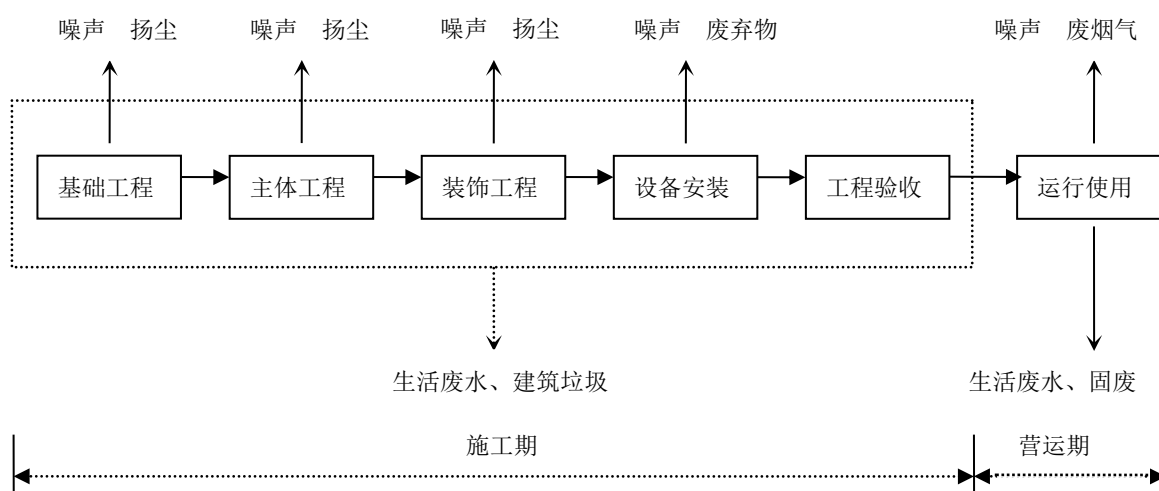 噪声 扬尘 噪声 扬尘 噪声 扬尘 噪声 废弃物 噪声 废烟气
基础工程 主体工程 装饰工程 设备安装 工程验收 运行使用
生活废水、建筑垃圾 生活废水、固废
施工期 营运期